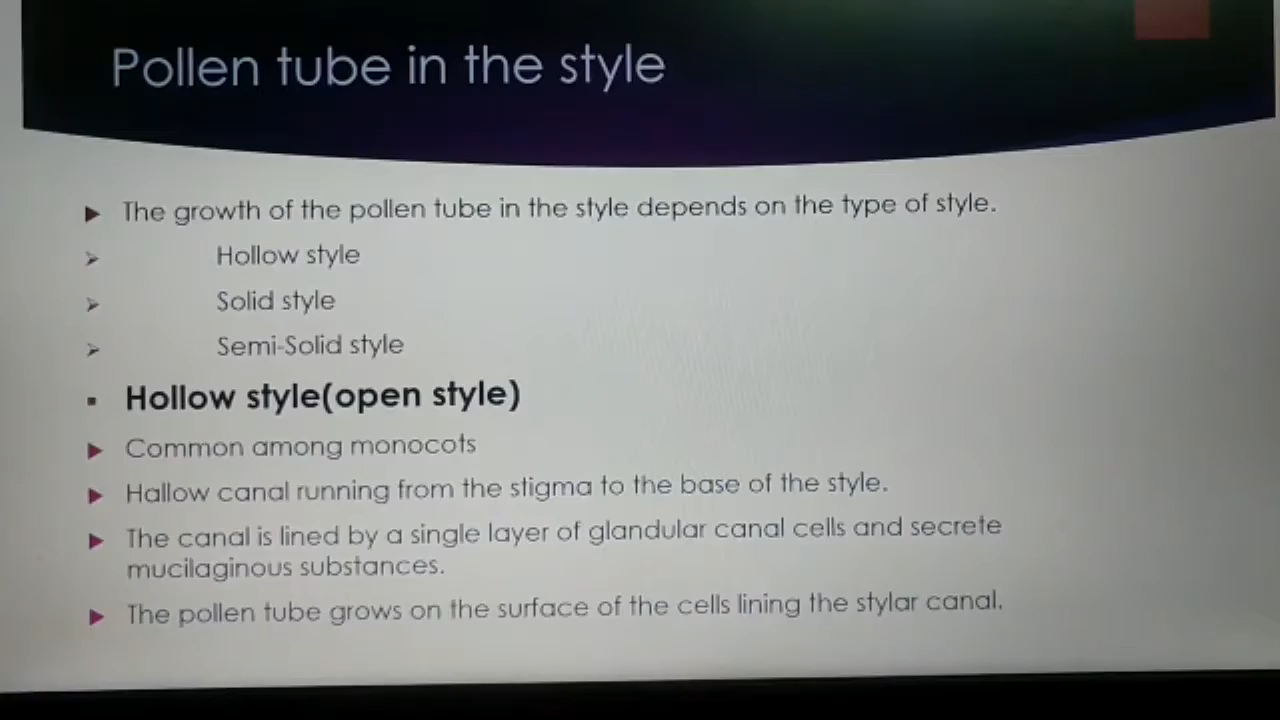 Pollen tube in the style
The growth of the pollen tube in the style depends on the type of style.
Hollow style
Solid style
Semi-Solid style
Hollow style(open style)
Common among monocots
Hallow canal running from the stigma to the base of the style.
The canal is lined by a single layer of glandular canal cells and secrete
mucilaginous substances.
The pollen tube grows on the surface of the cells lining the stylar canal.